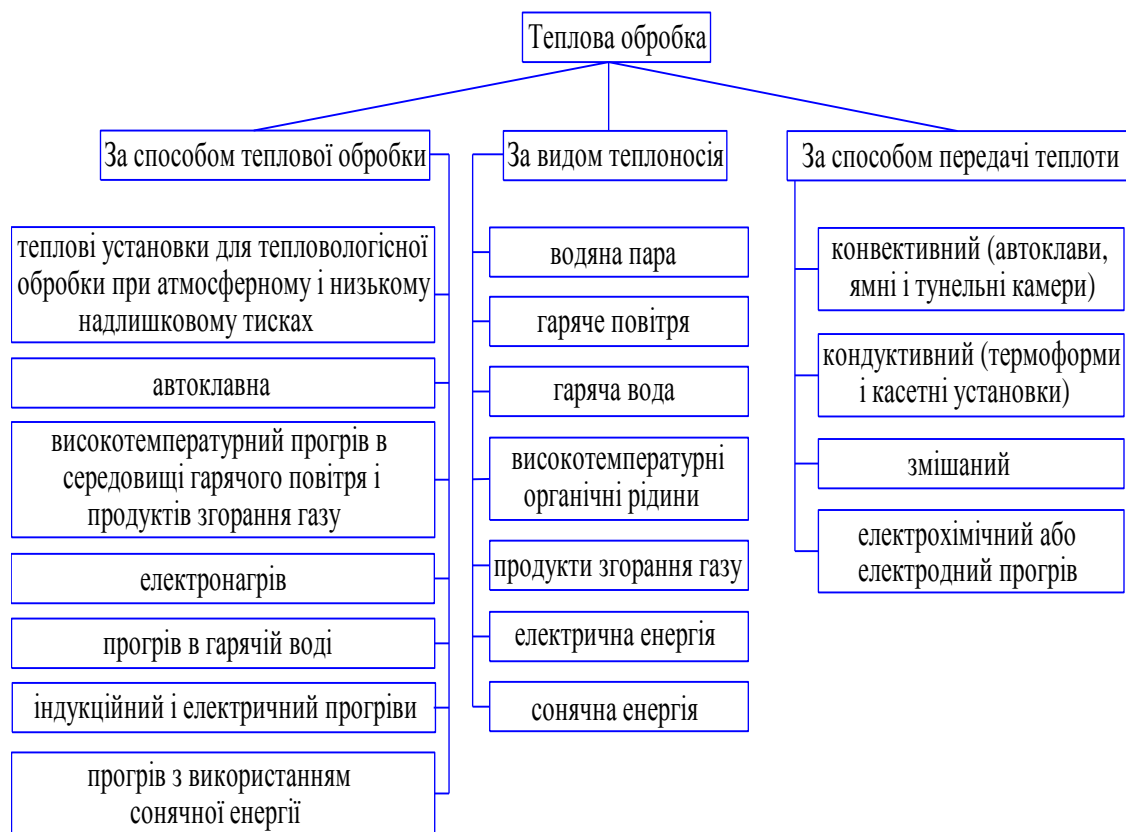 Теплова обробка
За способом теплової обробки
теплові установки для тепловологісної
обробки при атмосферному і низькому
надлишковому тисках
автоклавна
високотемпературний прогрів в
середовищі гарячого повітря і
продуктів згорання газу
електронагрів
прогрів в гарячій воді
індукційний і електричний прогріви
прогрів з використанням
сонячної енергії
За видом теплоносія
водяна пара
гаряче повітря
гаряча вода
високотемпературні
органічні рідини
продукти згорання газу
електрична енергія
сонячна енергія
За способом передачі теплоти
конвективний (автоклави,
ямні і тунельні камери)
кондуктивний (термоформи
і касетні установки)
змішаний
електрохімічний або
електродний прогрів